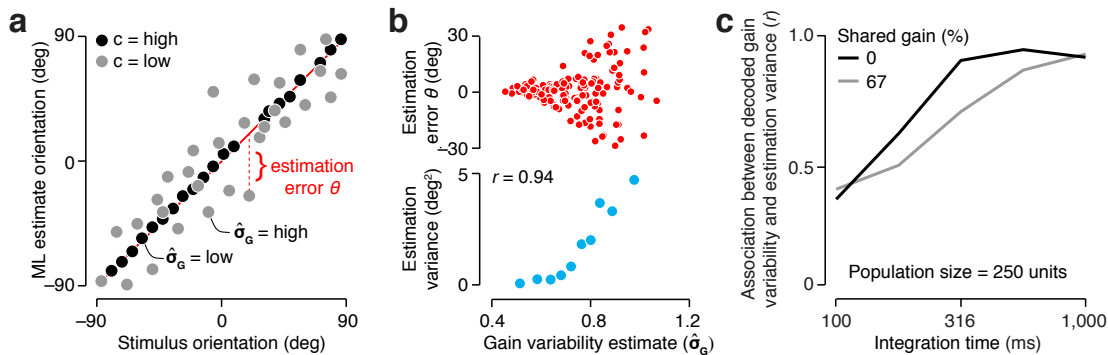 a
ML estimate orientation (deg)
90
0
−90
c = high
c = low
estimation
error θ
σ̂G = high
σ̂G = low
−90
0
90
Stimulus orientation (deg)
b
Estimation
error θ (deg)
30
0
−30
Estimation
variance (deg²)
5
0
r = 0.94
0.4
0.8
1.2
Gain variability estimate (σ̂G)
c
Association between decoded gain
variability and estimation variance (r)
1.0
0.5
0
Shared gain (%)
0
67
Population size = 250 units
100
316
1,000
Integration time (ms)